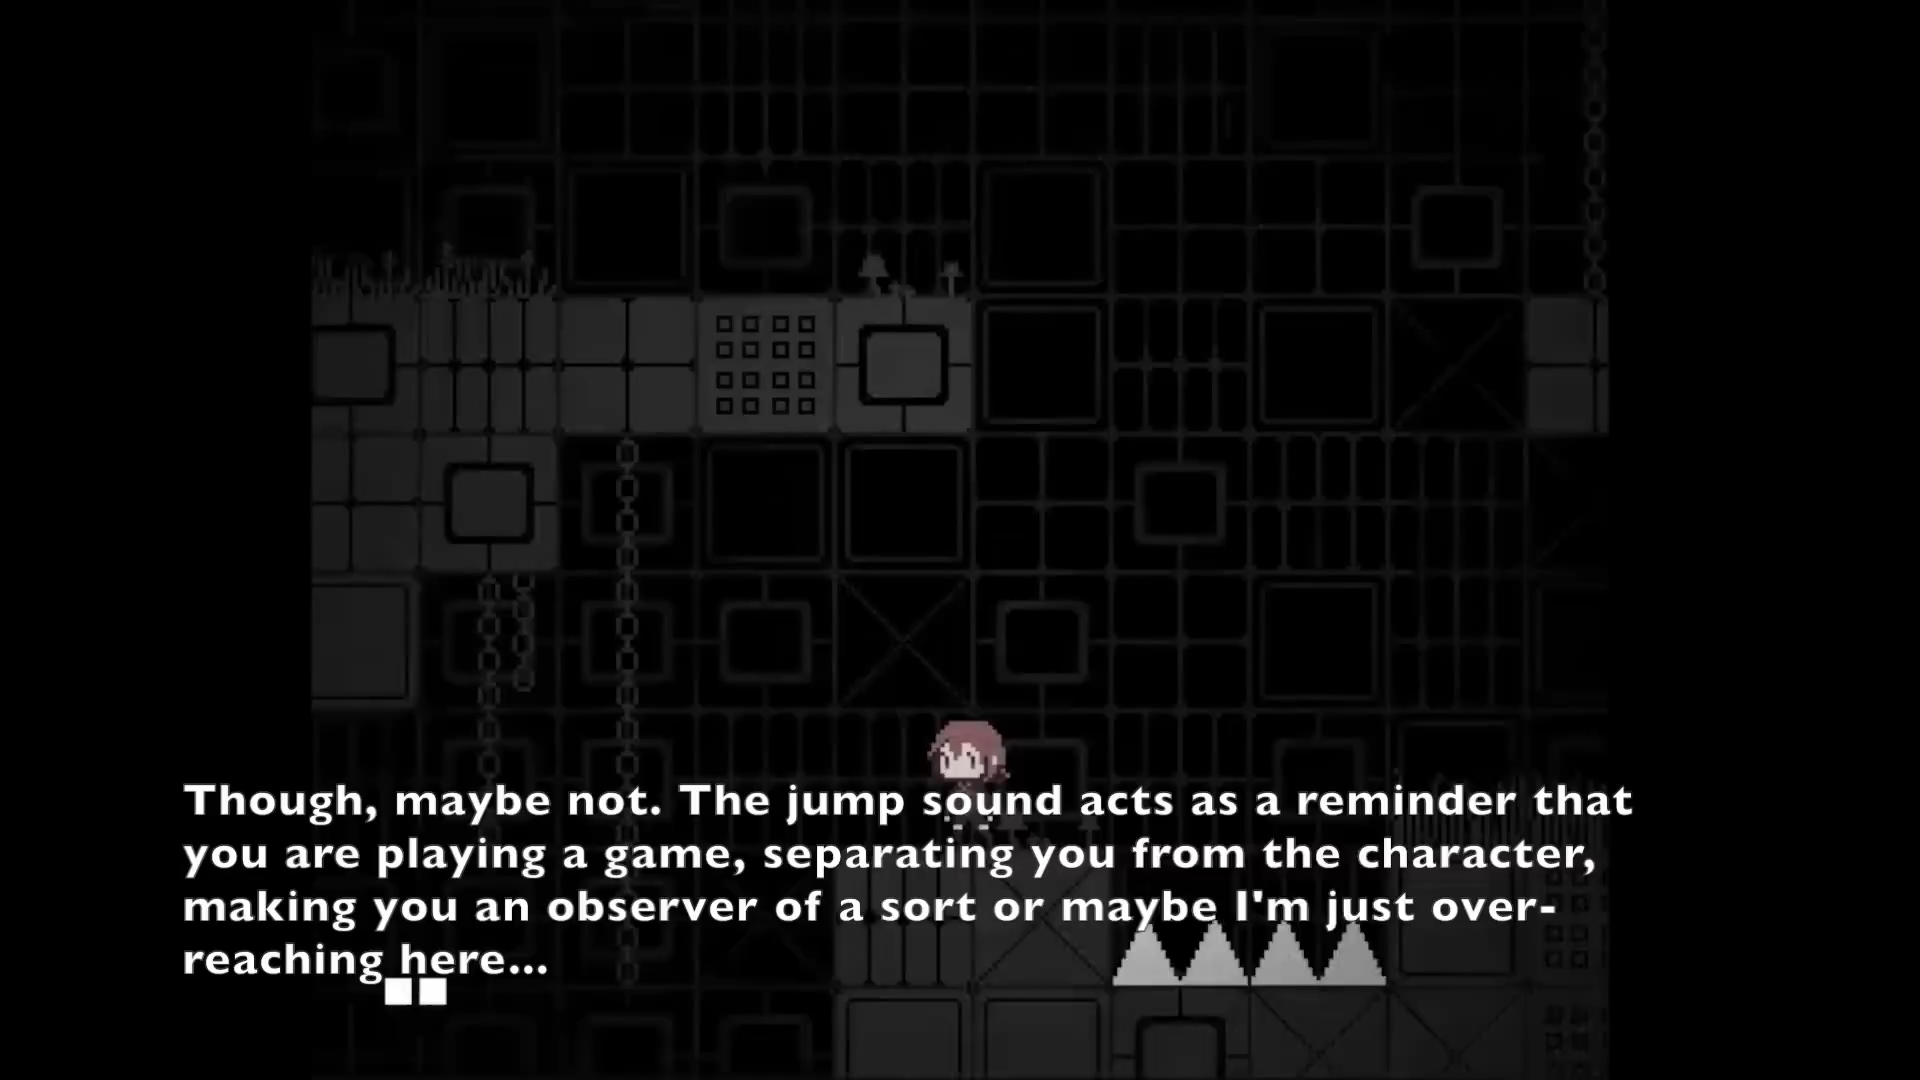 Though, maybe not. The jump sound acts as a reminder that
you are playing a game, separating you from the character,
making you an observer of a sort or maybe I'm just over-
reaching here...